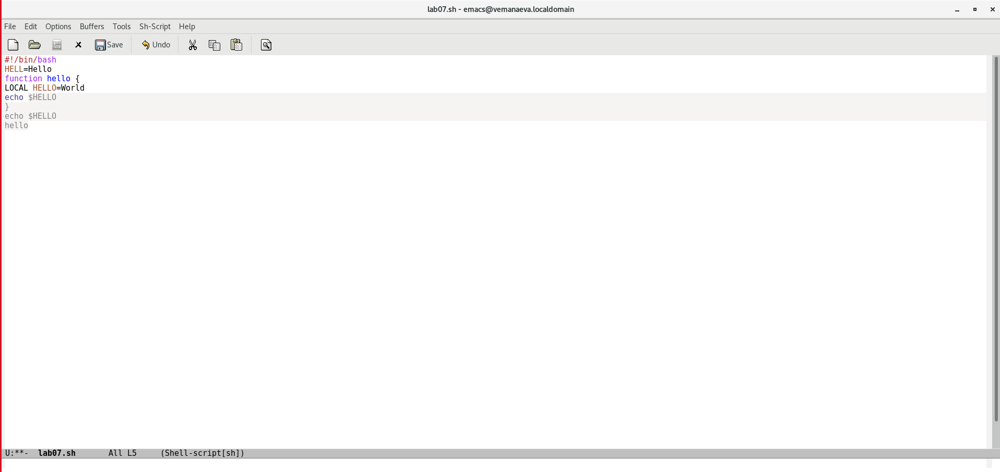 lab07.sh - emacs@vemanaeva.localdomain
File Edit Options Buffers Tools Sh-Script Help
Save Undo
#!/bin/bash
HELL=Hello
function hello {
LOCAL HELLO=World
echo $HELLO
}
echo $HELLO
hello
U:**- lab07.sh All L5 (Shell-script[sh])